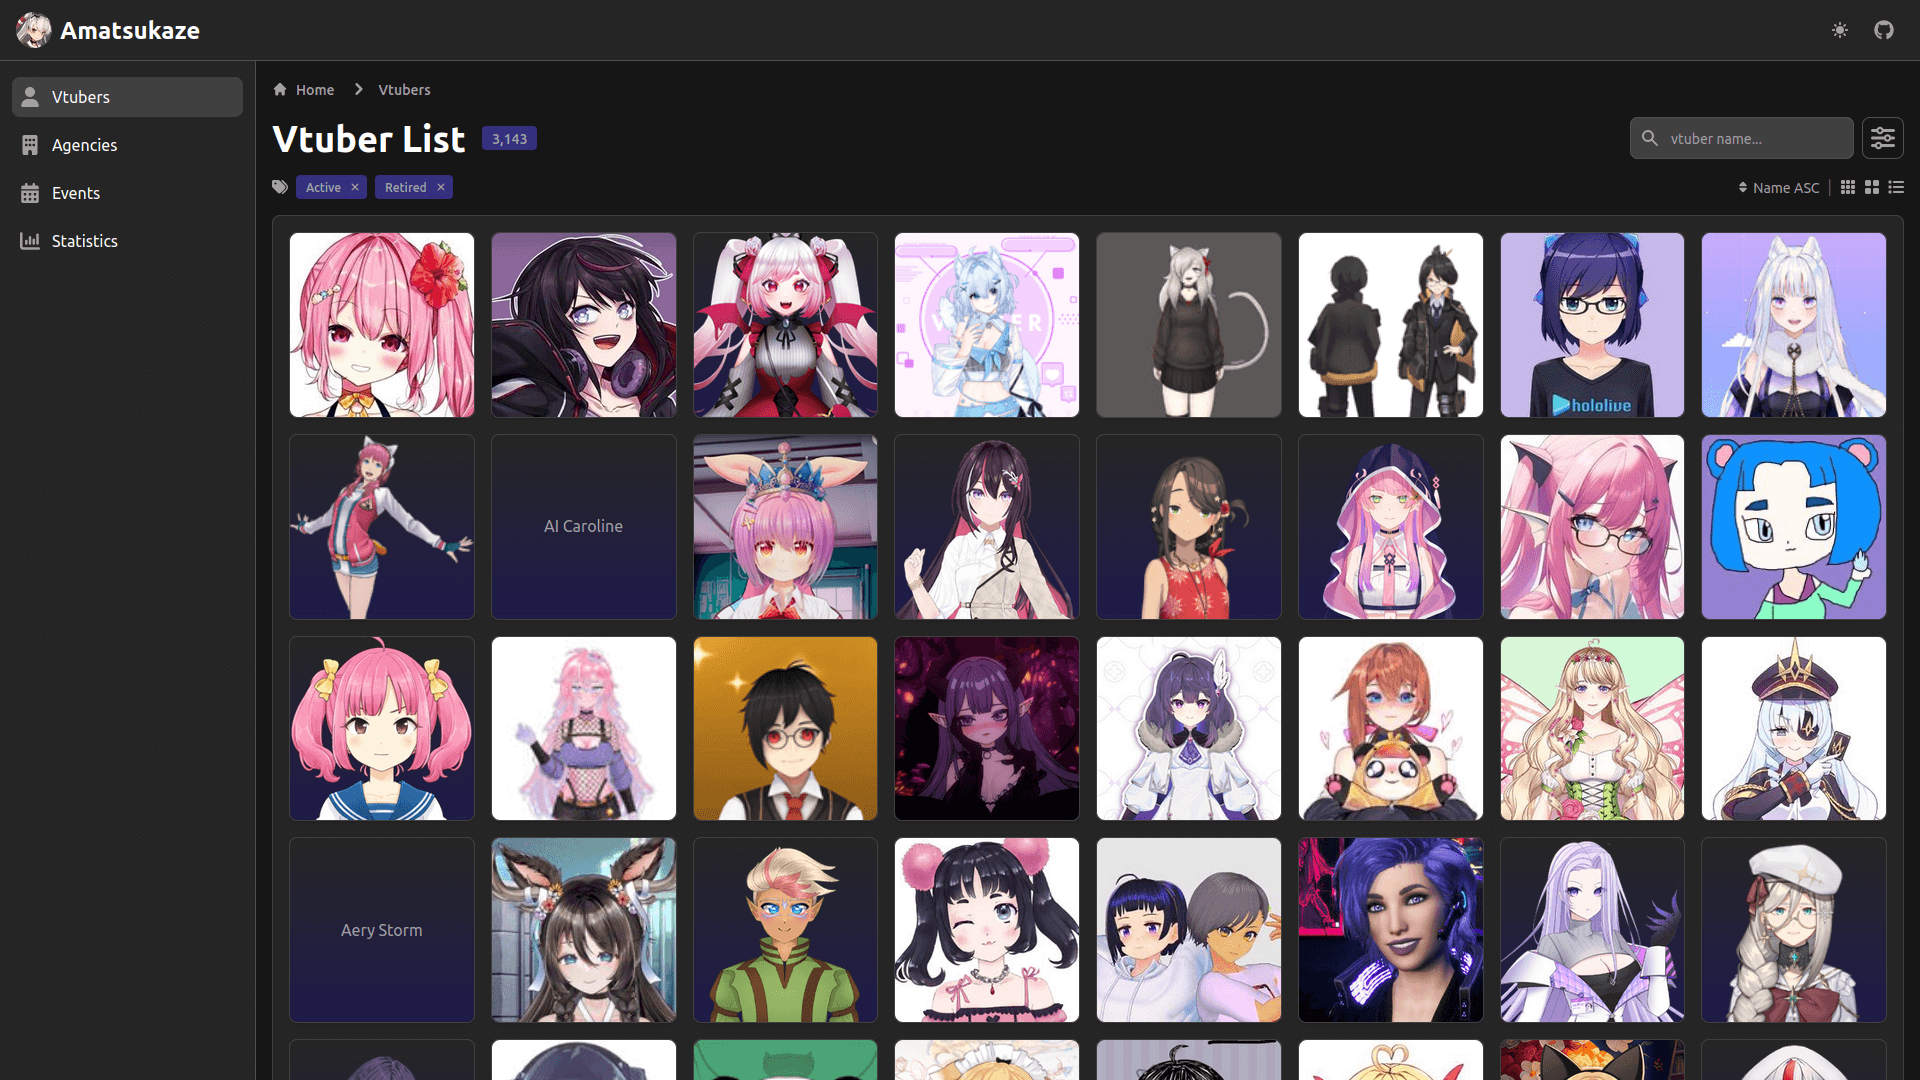 Amatsukaze
Vtubers
Agencies
Events
Statistics
Home
Vtubers
Vtuber List
3,143
vtuber name...
Active ×
Retired ×
Name ASC
hololive
AI Caroline
Aery Storm